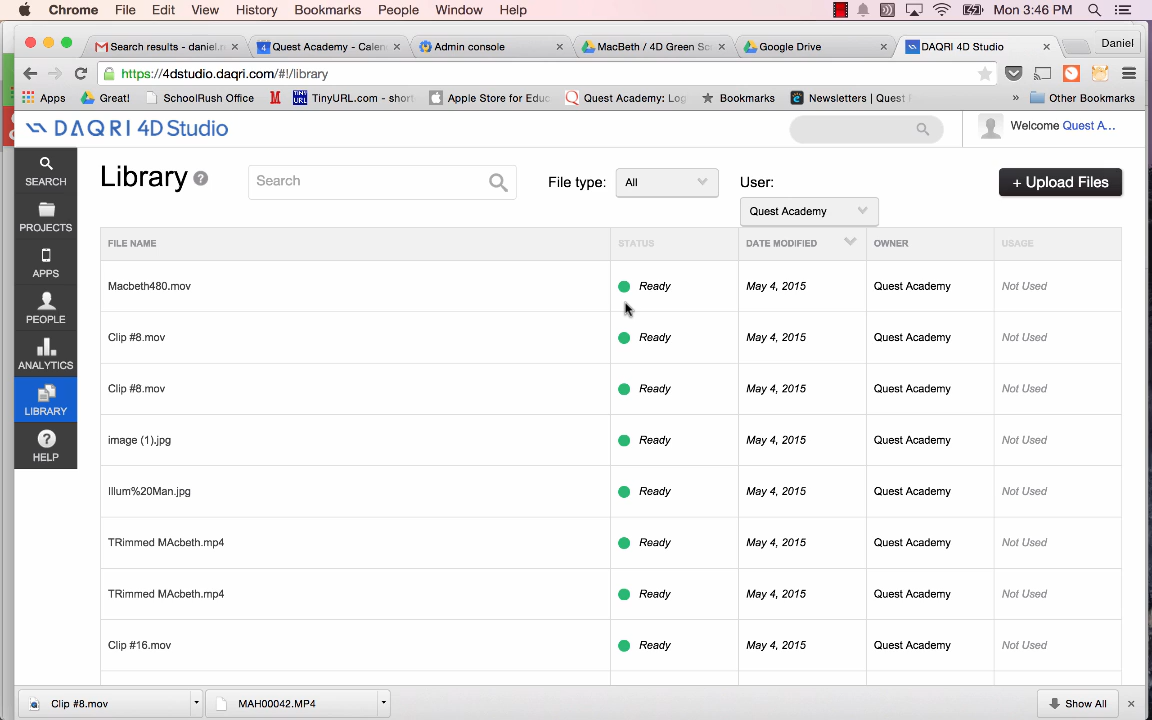 Chrome File Edit View History Bookmarks People Window Help Mon 3:46 PM
Search results - daniel. Quest Academy - Calen Admin console MacBeth / 4D Green Sc Google Drive DAQRI 4D Studio Daniel
https://4dstudio.daqri.com/#!/library
Apps Great! SchoolRush Office TinyURL.com - short Apple Store for Educ Quest Academy: Log Bookmarks Newsletters | Quest » Other Bookmarks
DAQRI 4D Studio Welcome Quest A...
SEARCH
PROJECTS
APPS
PEOPLE
ANALYTICS
LIBRARY
HELP
Library ? Search File type: All User: + Upload Files
Quest Academy
FILE NAME STATUS DATE MODIFIED OWNER USAGE
Macbeth480.mov Ready May 4, 2015 Quest Academy Not Used
Clip #8.mov Ready May 4, 2015 Quest Academy Not Used
Clip #8.mov Ready May 4, 2015 Quest Academy Not Used
image (1).jpg Ready May 4, 2015 Quest Academy Not Used
Illum%20Man.jpg Ready May 4, 2015 Quest Academy Not Used
TRimmed MAcbeth.mp4 Ready May 4, 2015 Quest Academy Not Used
TRimmed MAcbeth.mp4 Ready May 4, 2015 Quest Academy Not Used
Clip #16.mov Ready May 4, 2015 Quest Academy Not Used
Clip #8.mov MAH00042.MP4 Show All